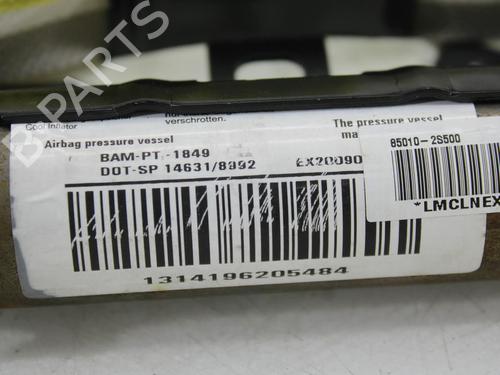 B PARTS
verschrotten.
Cool Inflator
Airbag pressure vessel
The pressure vessel
BAM-PT.-1849
DOT-SP 14631/8992
EX20090
85010-2S500
*LMCLNEX
1314196205484